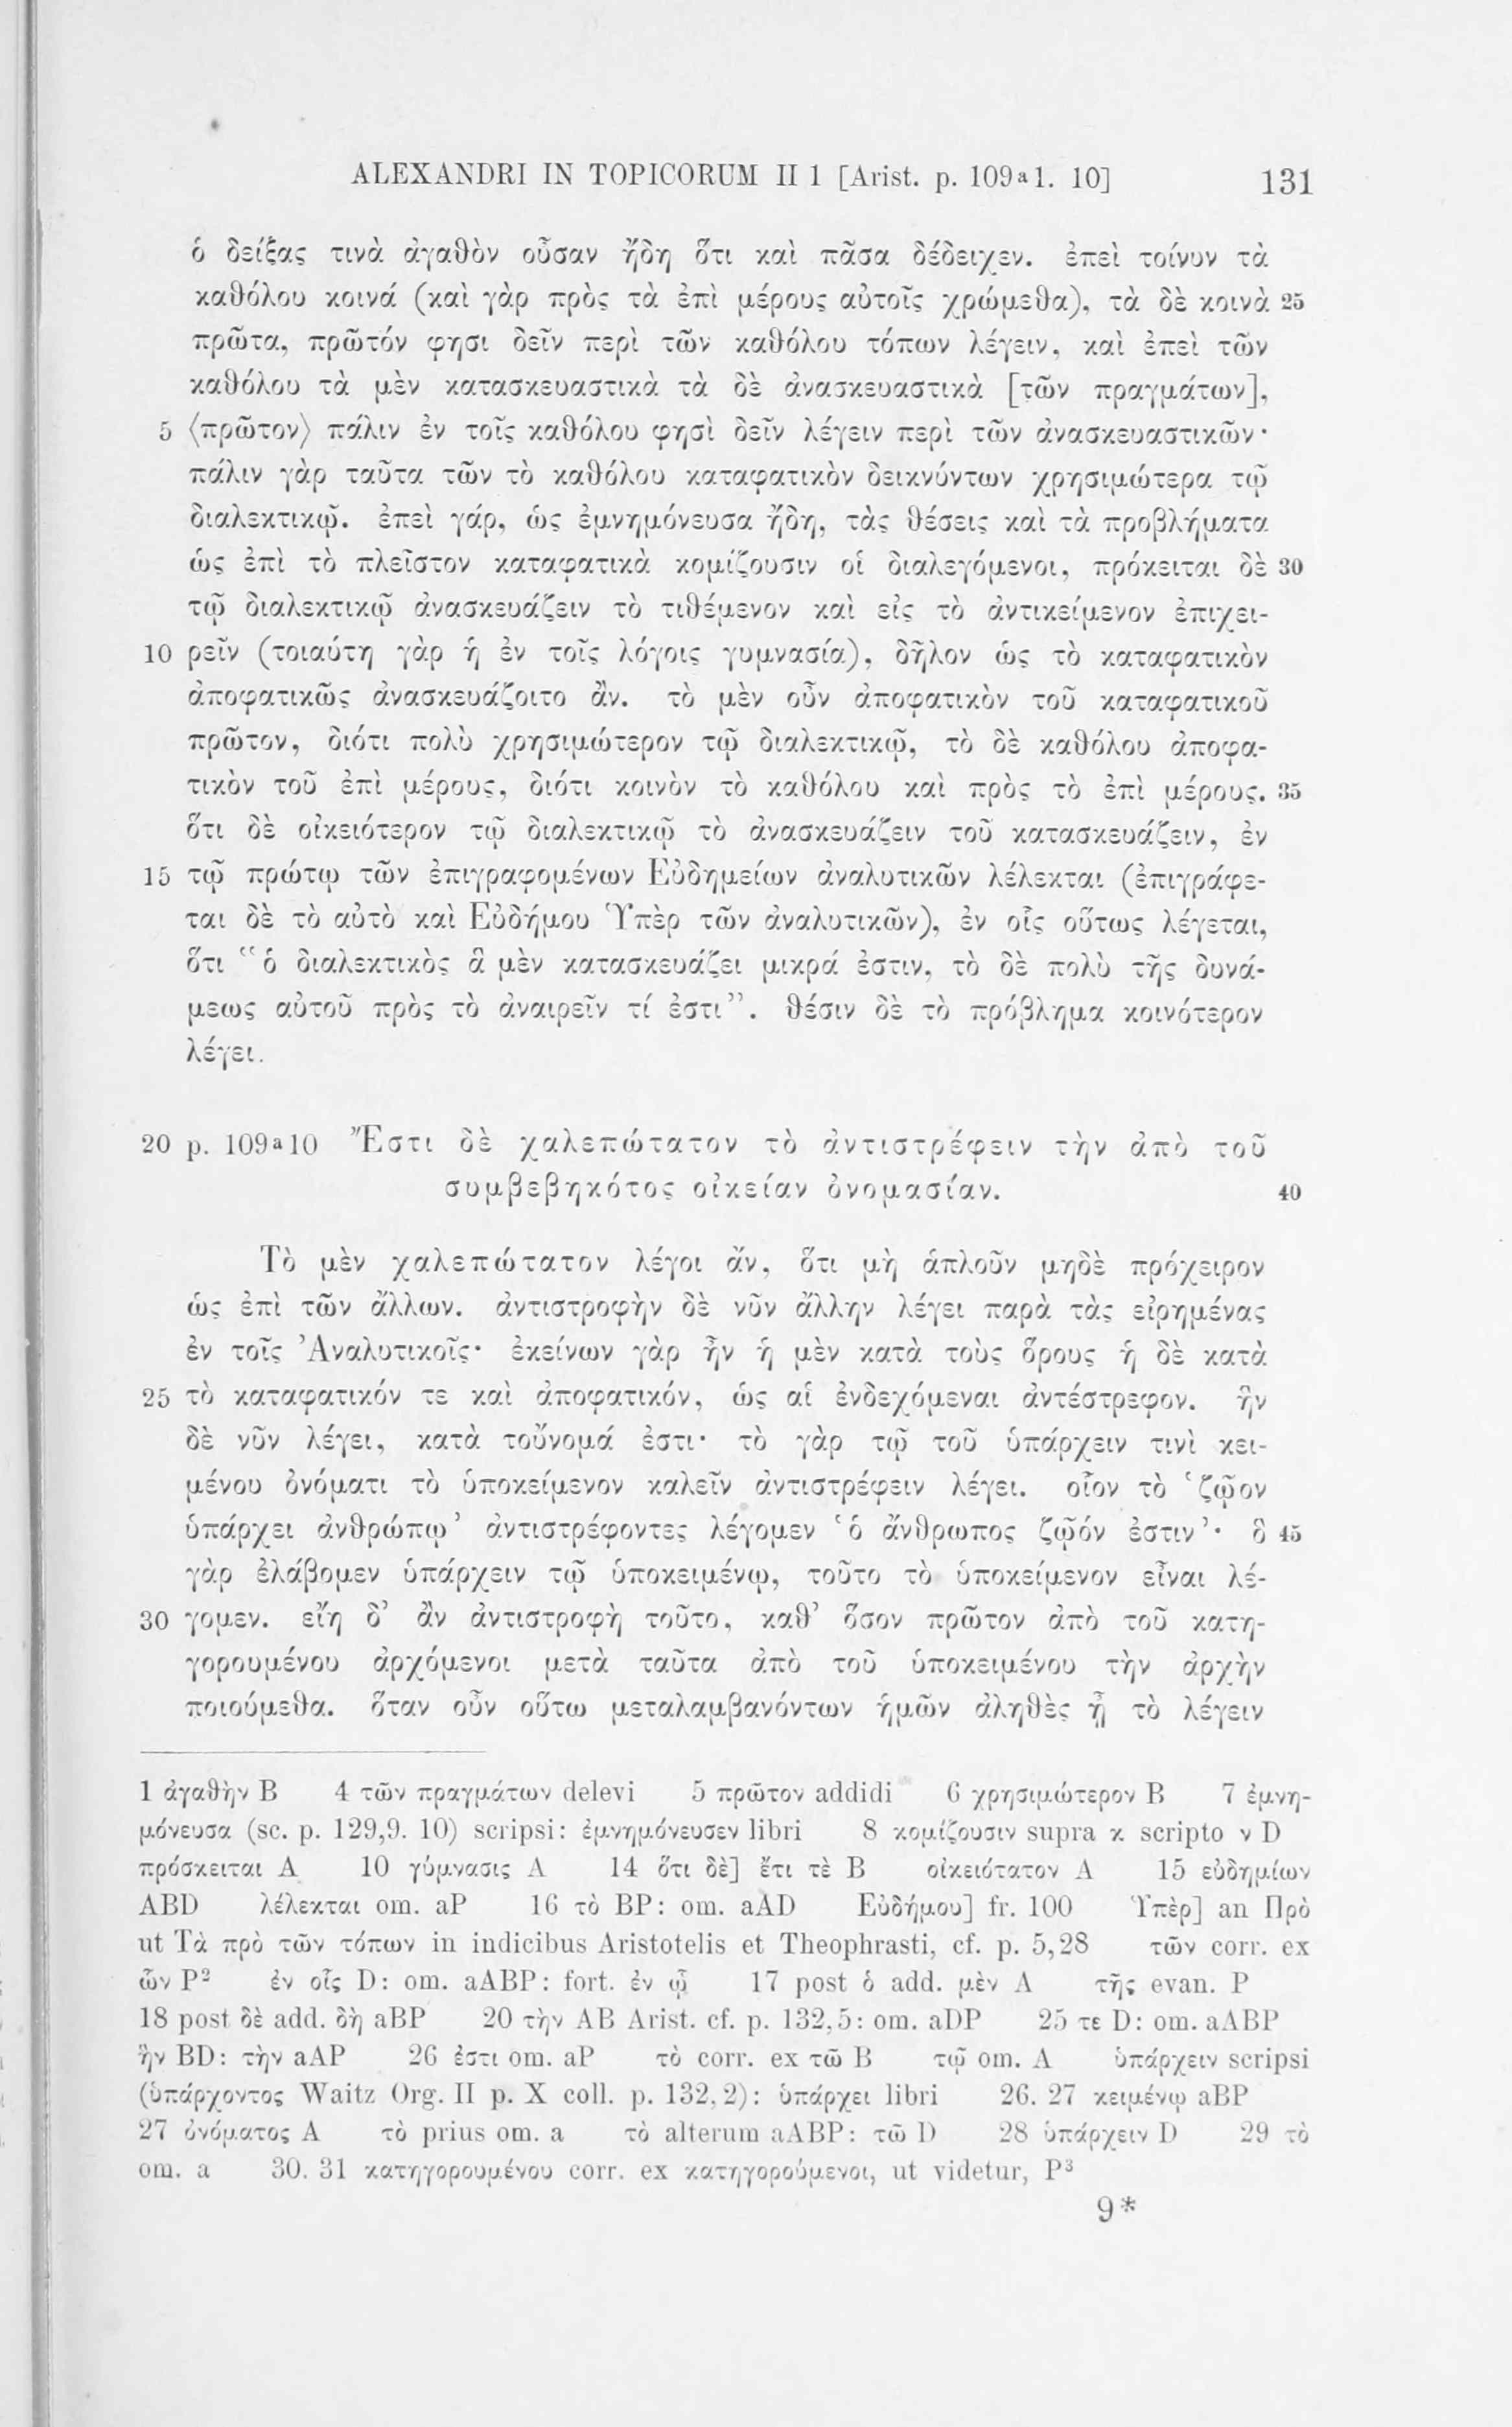 ALEXANDRI IN TOPICORUM II 1 [Arist. p. 109ª1. 10] 131
ὁ δείξας τινὰ ἀγαθὸν οὖσαν ἤδη ὅτι καὶ πᾶσα δέδειχεν. ἐπεὶ τοίνυν τὰ
καθόλου κοινά (καὶ γὰρ πρὸς τὰ ἐπὶ μέρους αὐτοῖς χρώμεθα), τὰ δὲ κοινὰ 25
πρῶτα, πρῶτόν φησι δεῖν περὶ τῶν καθόλου τόπων λέγειν, καὶ ἐπεὶ τῶν
καθόλου τὰ μὲν κατασκευαστικὰ τὰ δὲ ἀνασκευαστικὰ [τῶν πραγμάτων],
5 ⟨πρῶτον⟩ πάλιν ἐν τοῖς καθόλου φησὶ δεῖν λέγειν περὶ τῶν ἀνασκευαστικῶν·
πάλιν γὰρ ταῦτα τῶν τὸ καθόλου καταφατικὸν δεικνύντων χρησιμώτερα τῷ
διαλεκτικῷ. ἐπεὶ γάρ, ὡς ἐμνημόνευσα ἤδη, τὰς θέσεις καὶ τὰ προβλήματα
ὡς ἐπὶ τὸ πλεῖστον καταφατικὰ κομίζουσιν οἱ διαλεγόμενοι, πρόκειται δὲ 30
τῷ διαλεκτικῷ ἀνασκευάζειν τὸ τιθέμενον καὶ εἰς τὸ ἀντικείμενον ἐπιχει-
10 ρεῖν (τοιαύτη γὰρ ἡ ἐν τοῖς λόγοις γυμνασία), δῆλον ὡς τὸ καταφατικὸν
ἀποφατικῶς ἀνασκευάζοιτο ἄν. τὸ μὲν οὖν ἀποφατικὸν τοῦ καταφατικοῦ
πρῶτον, διότι πολὺ χρησιμώτερον τῷ διαλεκτικῷ, τὸ δὲ καθόλου ἀποφα-
τικὸν τοῦ ἐπὶ μέρους, διότι κοινὸν τὸ καθόλου καὶ πρὸς τὸ ἐπὶ μέρους. 35
ὅτι δὲ οἰκειότερον τῷ διαλεκτικῷ τὸ ἀνασκευάζειν τοῦ κατασκευάζειν, ἐν
15 τῷ πρώτῳ τῶν ἐπιγραφομένων Εὐδημείων ἀναλυτικῶν λέλεκται (ἐπιγράφε-
ται δὲ τὸ αὐτὸ καὶ Εὐδήμου Ὑπὲρ τῶν ἀναλυτικῶν), ἐν οἷς οὕτως λέγεται,
ὅτι “ὁ διαλεκτικὸς ἃ μὲν κατασκευάζει μικρά ἐστιν, τὸ δὲ πολὺ τῆς δυνά-
μεως αὐτοῦ πρὸς τὸ ἀναιρεῖν τί ἐστι”. θέσιν δὲ τὸ πρόβλημα κοινότερον
λέγει.
20 p. 109ª10 Ἔστι δὲ χαλεπώτατον τὸ ἀντιστρέφειν τὴν ἀπὸ τοῦ
συμβεβηκότος οἰκείαν ὀνομασίαν. 40
Τὸ μὲν χαλεπώτατον λέγοι ἄν, ὅτι μὴ ἁπλοῦν μηδὲ πρόχειρον
ὡς ἐπὶ τῶν ἄλλων. ἀντιστροφὴν δὲ νῦν ἄλλην λέγει παρὰ τὰς εἰρημένας
ἐν τοῖς Ἀναλυτικοῖς· ἐκείνων γὰρ ἦν ἡ μὲν κατὰ τοὺς ὅρους ἡ δὲ κατὰ
25 τὸ καταφατικόν τε καὶ ἀποφατικόν, ὡς αἱ ἐνδεχόμεναι ἀντέστρεφον. ἣν
δὲ νῦν λέγει, κατὰ τοὔνομά ἐστι· τὸ γὰρ τῷ τοῦ ὑπάρχειν τινὶ κει-
μένου ὀνόματι τὸ ὑποκείμενον καλεῖν ἀντιστρέφειν λέγει. οἷον τὸ ‘ζῷον
ὑπάρχει ἀνθρώπῳ’ ἀντιστρέφοντες λέγομεν ‘ὁ ἄνθρωπος ζῷόν ἐστιν’· ὃ 45
γὰρ ἐλάβομεν ὑπάρχειν τῷ ὑποκειμένῳ, τοῦτο τὸ ὑποκείμενον εἶναι λέ-
30 γομεν. εἴη δ’ ἂν ἀντιστροφὴ τοῦτο, καθ’ ὅσον πρῶτον ἀπὸ τοῦ κατη-
γορουμένου ἀρχόμενοι μετὰ ταῦτα ἀπὸ τοῦ ὑποκειμένου τὴν ἀρχὴν
ποιούμεθα. ὅταν οὖν οὕτω μεταλαμβανόντων ἡμῶν ἀληθὲς ᾖ τὸ λέγειν
1 ἀγαθὴν B 4 τῶν πραγμάτων delevi 5 πρῶτον addidi 6 χρησιμώτερον B 7 ἐμνη-
μόνευσα (sc. p. 129,9. 10) scripsi: ἐμνημόνευσεν libri 8 κομίζουσιν supra κ scripto ν D
πρόσκειται A 10 γύμνασις A 14 ὅτι δὲ] ἔτι τὲ B οἰκειότατον A 15 εὐδημίων
ABD λέλεκται om. aP 16 τὸ BP: om. aAD Εὐδήμου] fr. 100 Ὑπὲρ] an Πρὸ
ut Τὰ πρὸ τῶν τόπων in indicibus Aristotelis et Theophrasti, cf. p. 5,28 τῶν corr. ex
ὧν P² ἐν οἷς D: om. aABP: fort. ἐν ᾧ 17 post ὁ add. μὲν A τῆς evan. P
18 post δὲ add. δὴ aBP 20 τὴν AB Arist. cf. p. 132,5: om. aDP 25 τε D: om. aABP
ἣν BD: τὴν aAP 26 ἐστι om. aP τὸ corr. ex τῶ B τῷ om. A ὑπάρχειν scripsi
(ὑπάρχοντος Waitz Org. II p. X coll. p. 132,2): ὑπάρχει libri 26. 27 κειμένῳ aBP
27 ὀνόματος A τὸ prius om. a τὸ alterum aABP: τῶ D 28 ὑπάρχειν D 29 τὸ
om. a 30. 31 κατηγορουμένου corr. ex κατηγορούμενοι, ut videtur, P³
9*